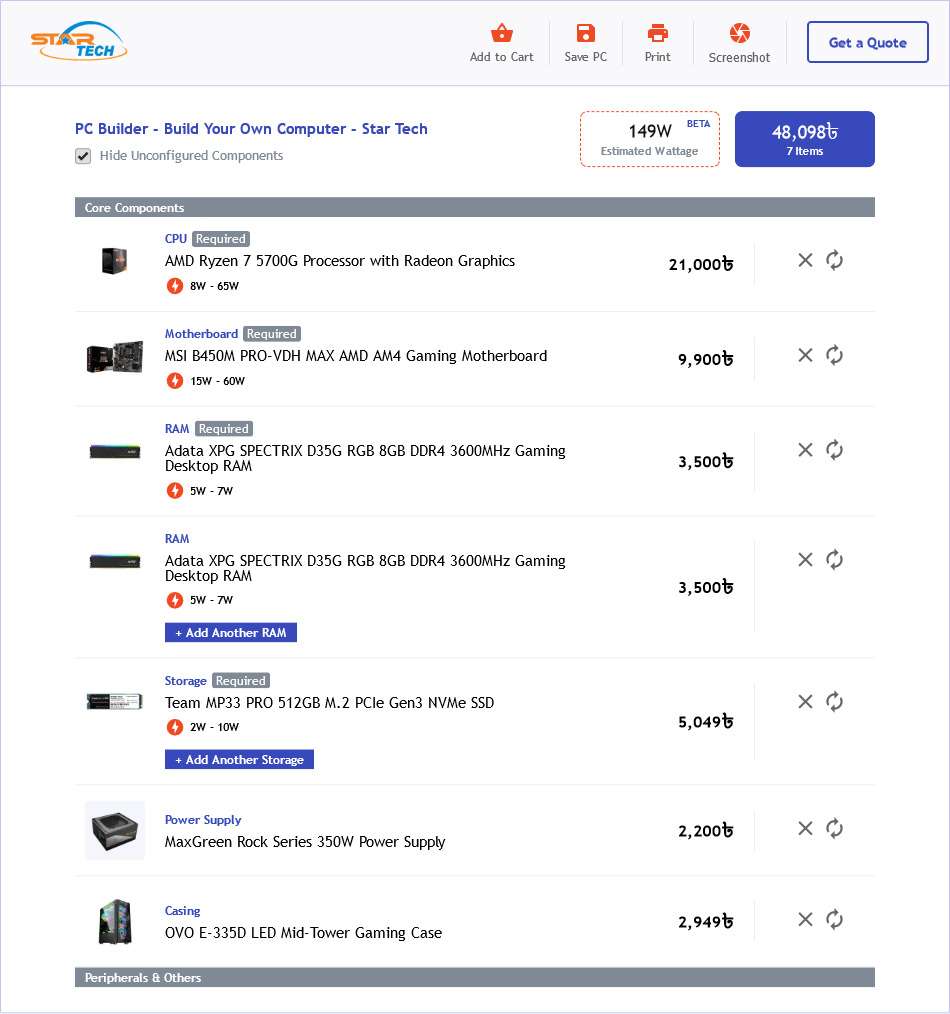 STAR TECH
Add to Cart
Save PC
Print
Screenshot
Get a Quote
PC Builder - Build Your Own Computer - Star Tech
Hide Unconfigured Components
149W
BETA
Estimated Wattage
48,098৳
7 Items
Core Components
CPU Required
AMD Ryzen 7 5700G Processor with Radeon Graphics
8W - 65W
21,000৳
Motherboard Required
MSI B450M PRO-VDH MAX AMD AM4 Gaming Motherboard
15W - 60W
9,900৳
RAM Required
Adata XPG SPECTRIX D35G RGB 8GB DDR4 3600MHz Gaming
Desktop RAM
5W - 7W
3,500৳
RAM
Adata XPG SPECTRIX D35G RGB 8GB DDR4 3600MHz Gaming
Desktop RAM
5W - 7W
+ Add Another RAM
3,500৳
Storage Required
Team MP33 PRO 512GB M.2 PCIe Gen3 NVMe SSD
2W - 10W
+ Add Another Storage
5,049৳
Power Supply
MaxGreen Rock Series 350W Power Supply
2,200৳
Casing
OVO E-335D LED Mid-Tower Gaming Case
2,949৳
Peripherals & Others